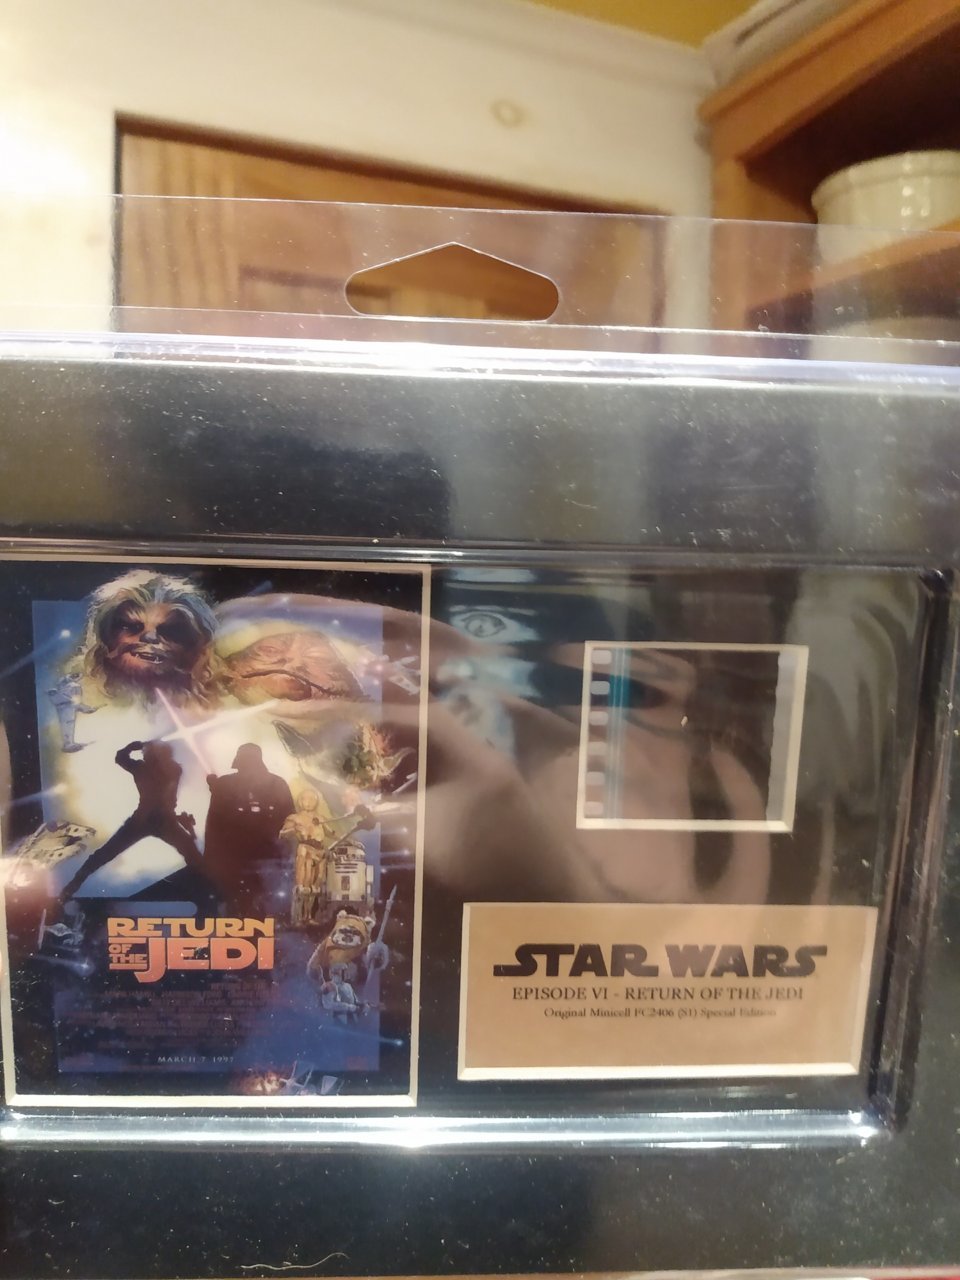 RETURN
OF THE JEDI
MARCH 7, 1997
STAR WARS
EPISODE VI - RETURN OF THE JEDI
Original Minicell FC2406 (S1) Special Edition